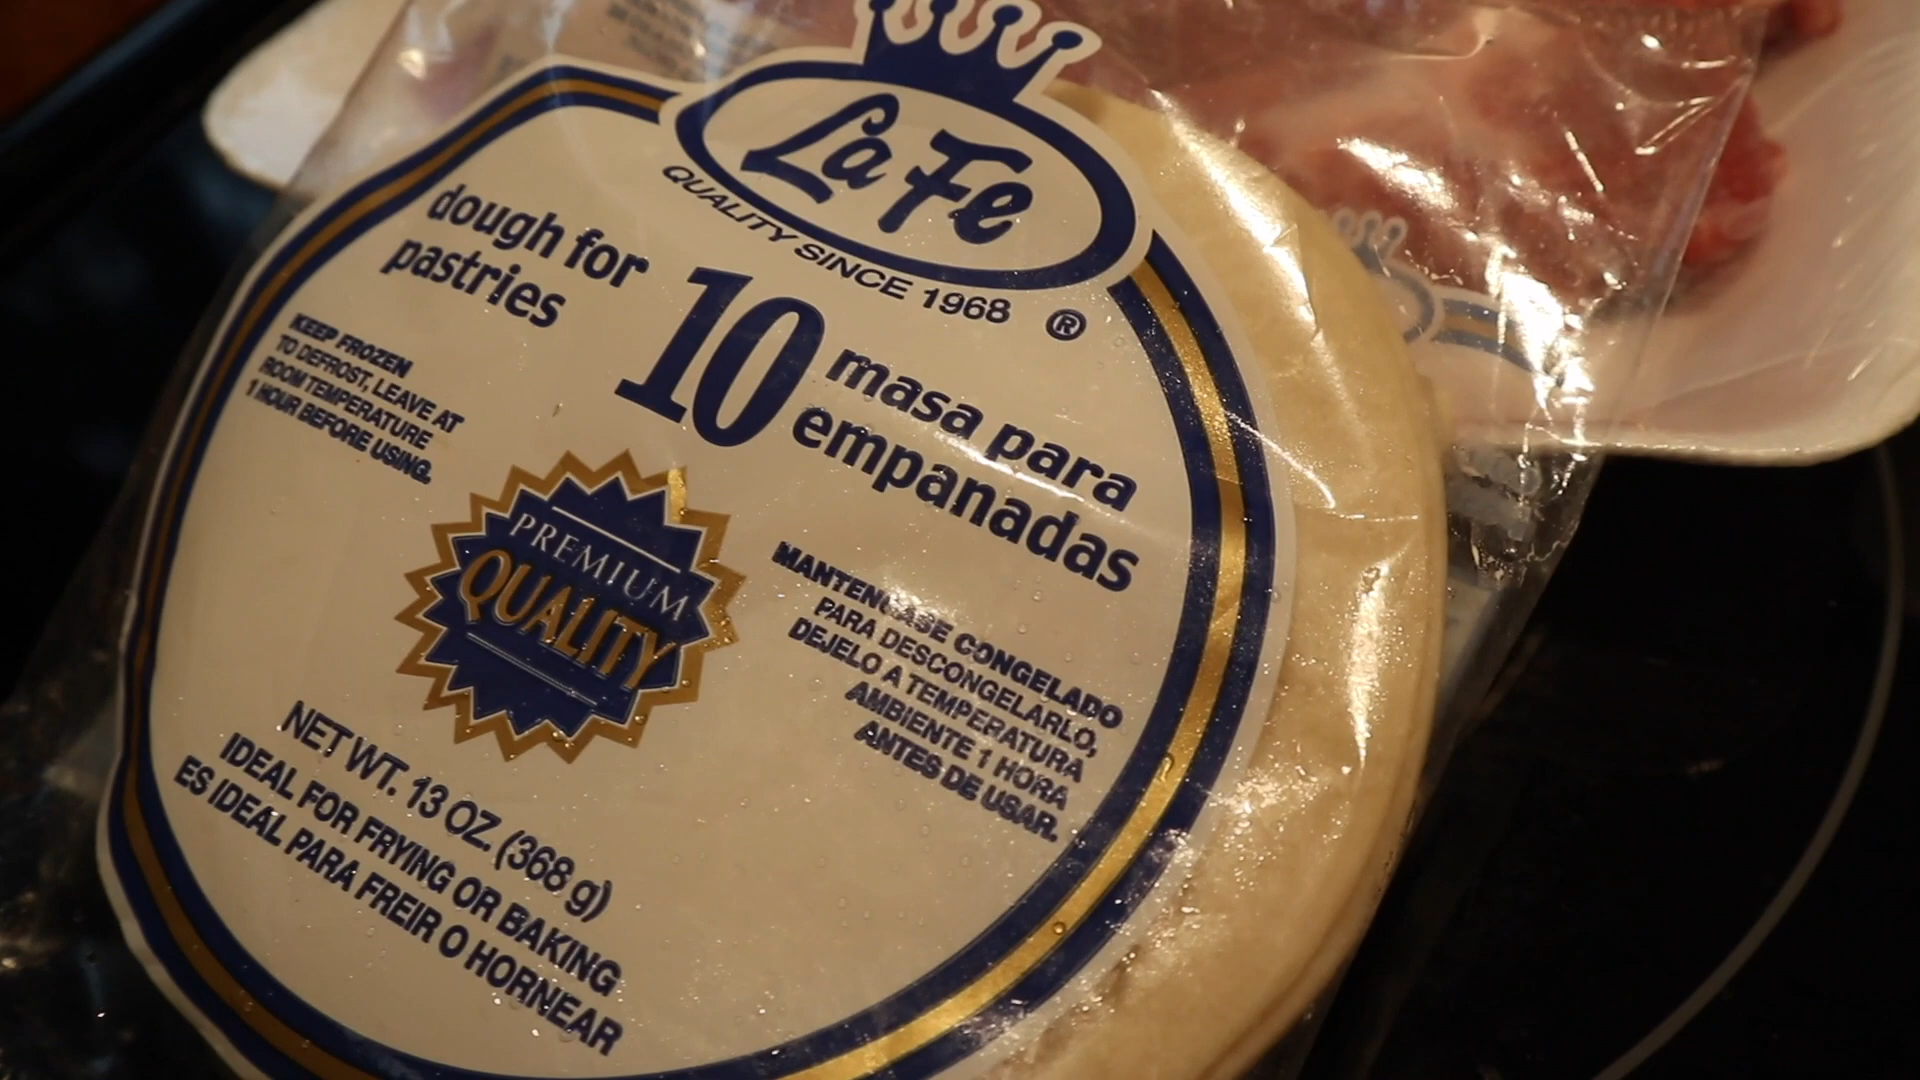 La Fe
QUALITY SINCE 1968
®
dough for
pastries
10
masa para
empanadas
KEEP FROZEN
TO DEFROST, LEAVE AT
ROOM TEMPERATURE
1 HOUR BEFORE USING.
PREMIUM
QUALITY
MANTENGASE CONGELADO
PARA DESCONGELARLO,
DEJELO A TEMPERATURA
AMBIENTE 1 HORA
ANTES DE USAR.
NET WT. 13 OZ. (368 g)
IDEAL FOR FRYING OR BAKING
ES IDEAL PARA FREIR O HORNEAR